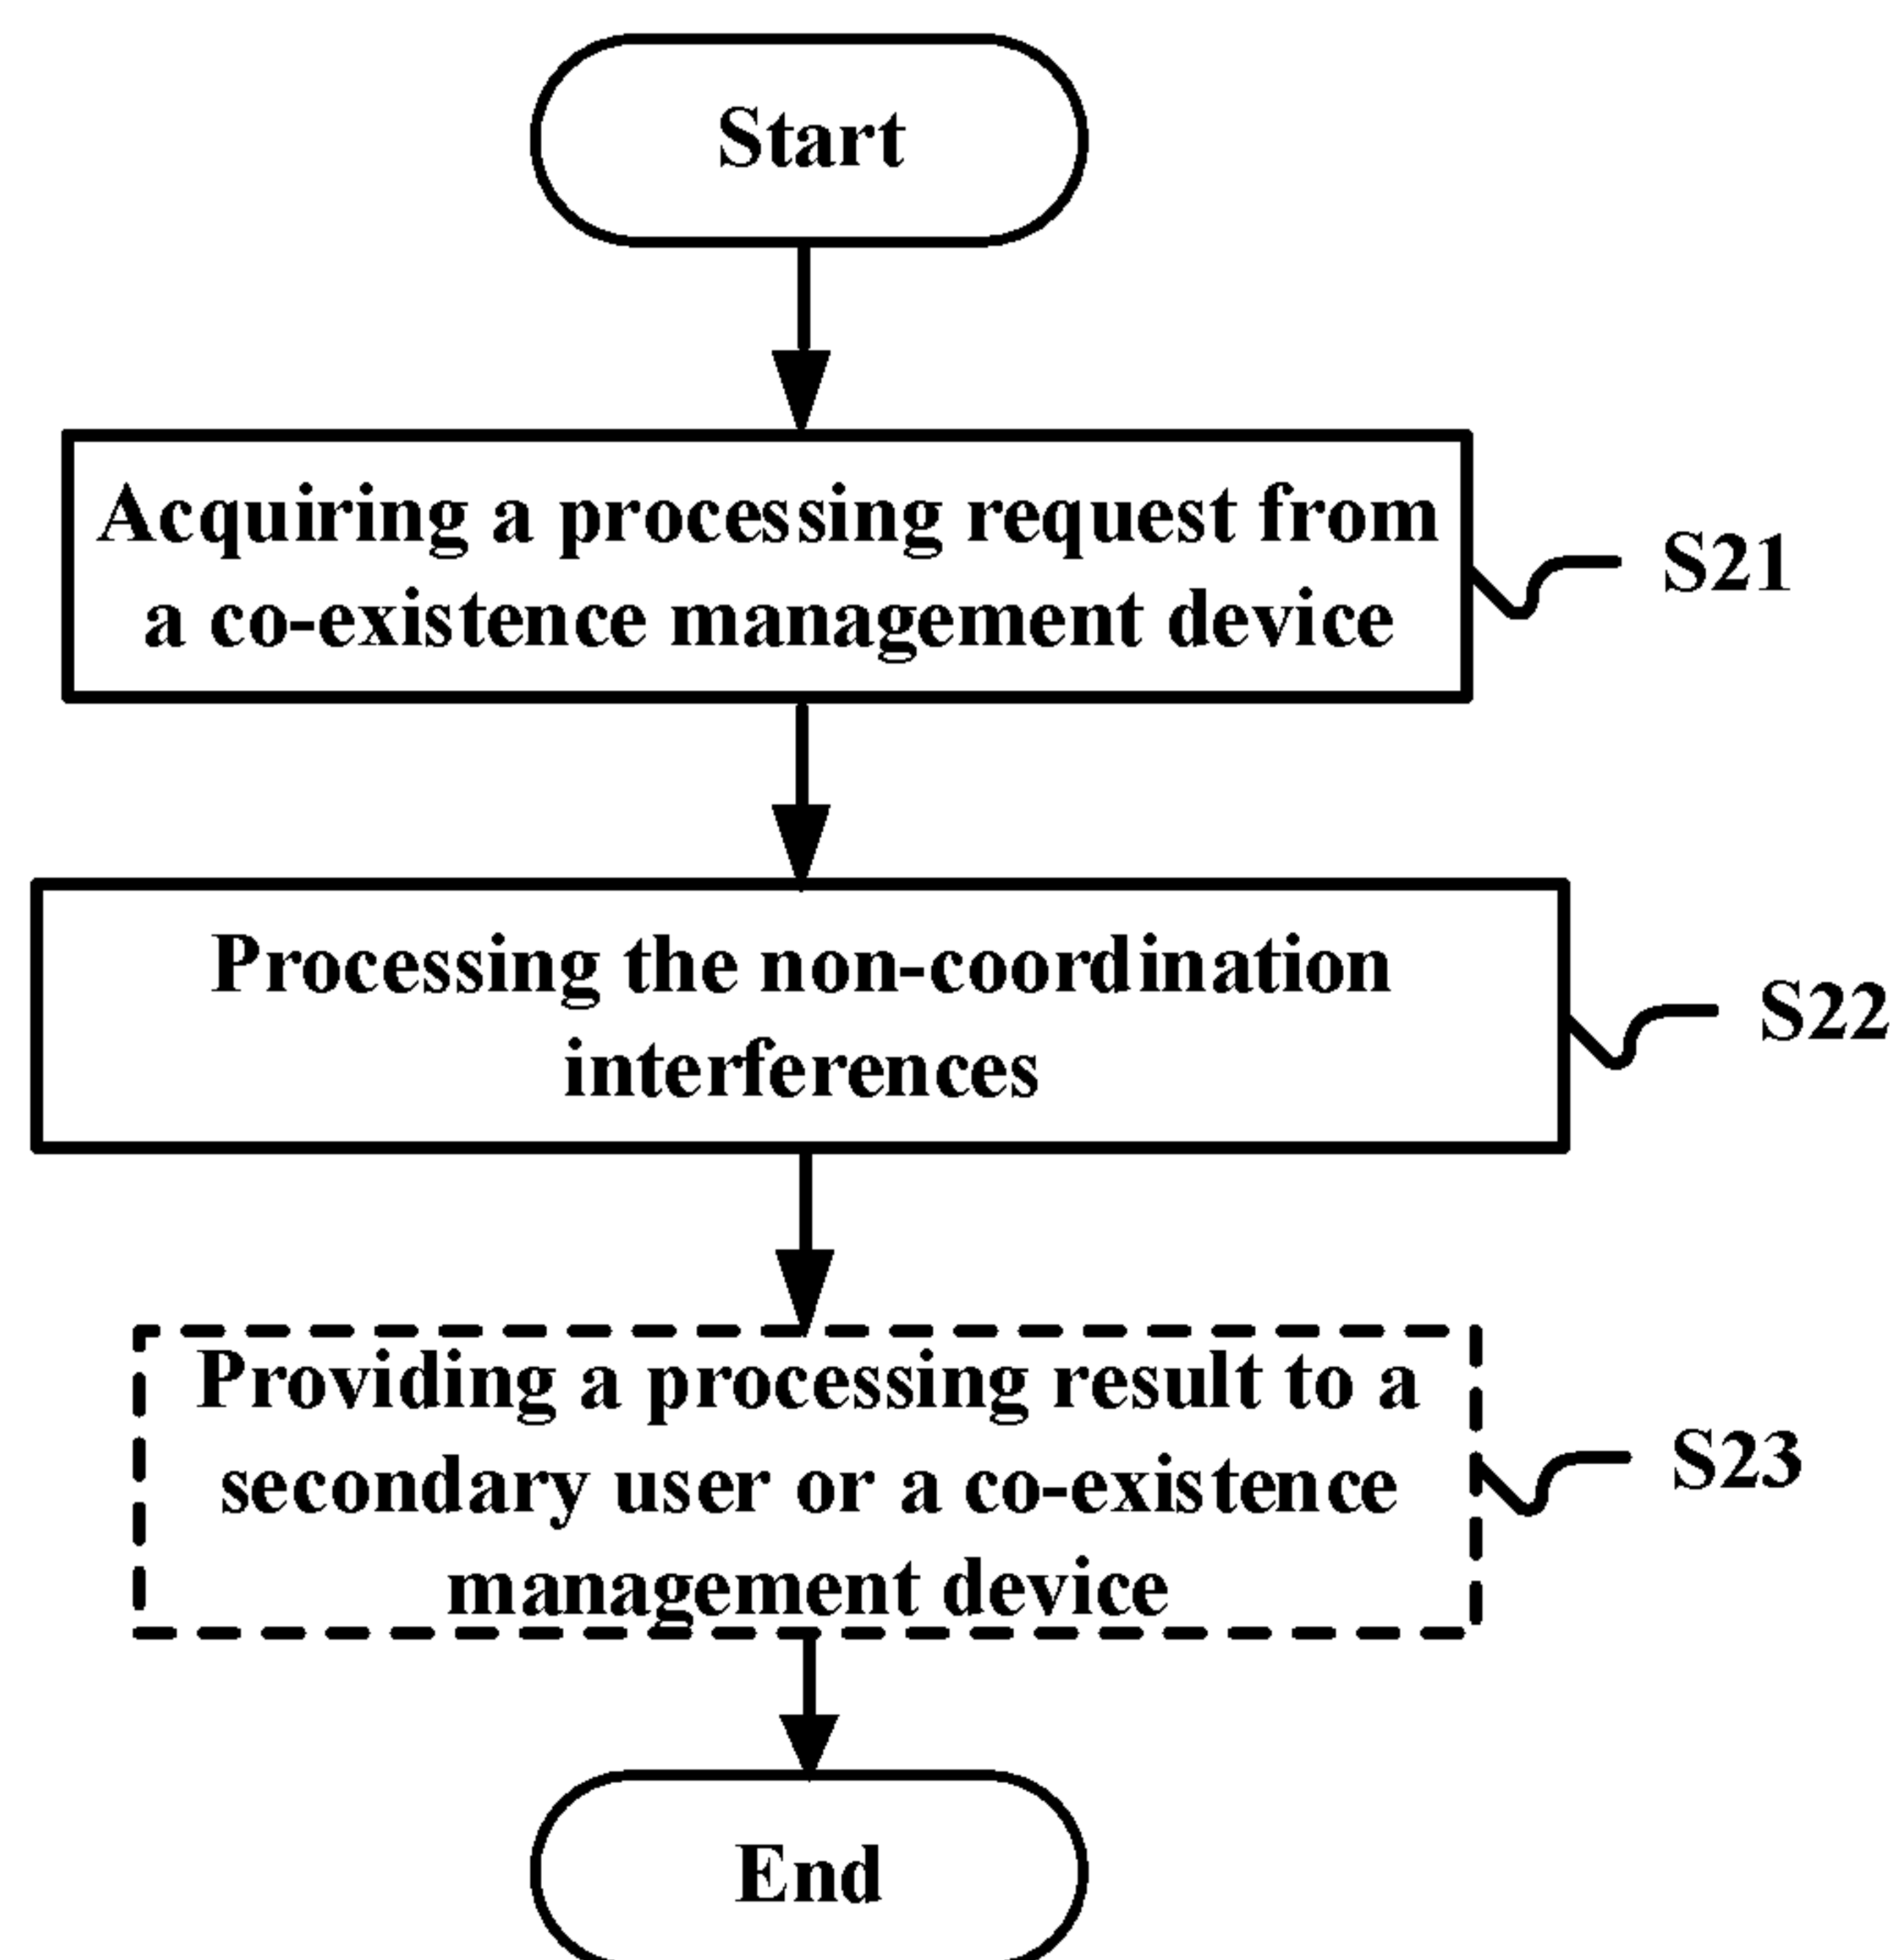 Start
Acquiring a processing request from
a co-existence management device
S21
Processing the non-coordination
interferences
S22
Providing a processing result to a
secondary user or a co-existence
management device
S23
End